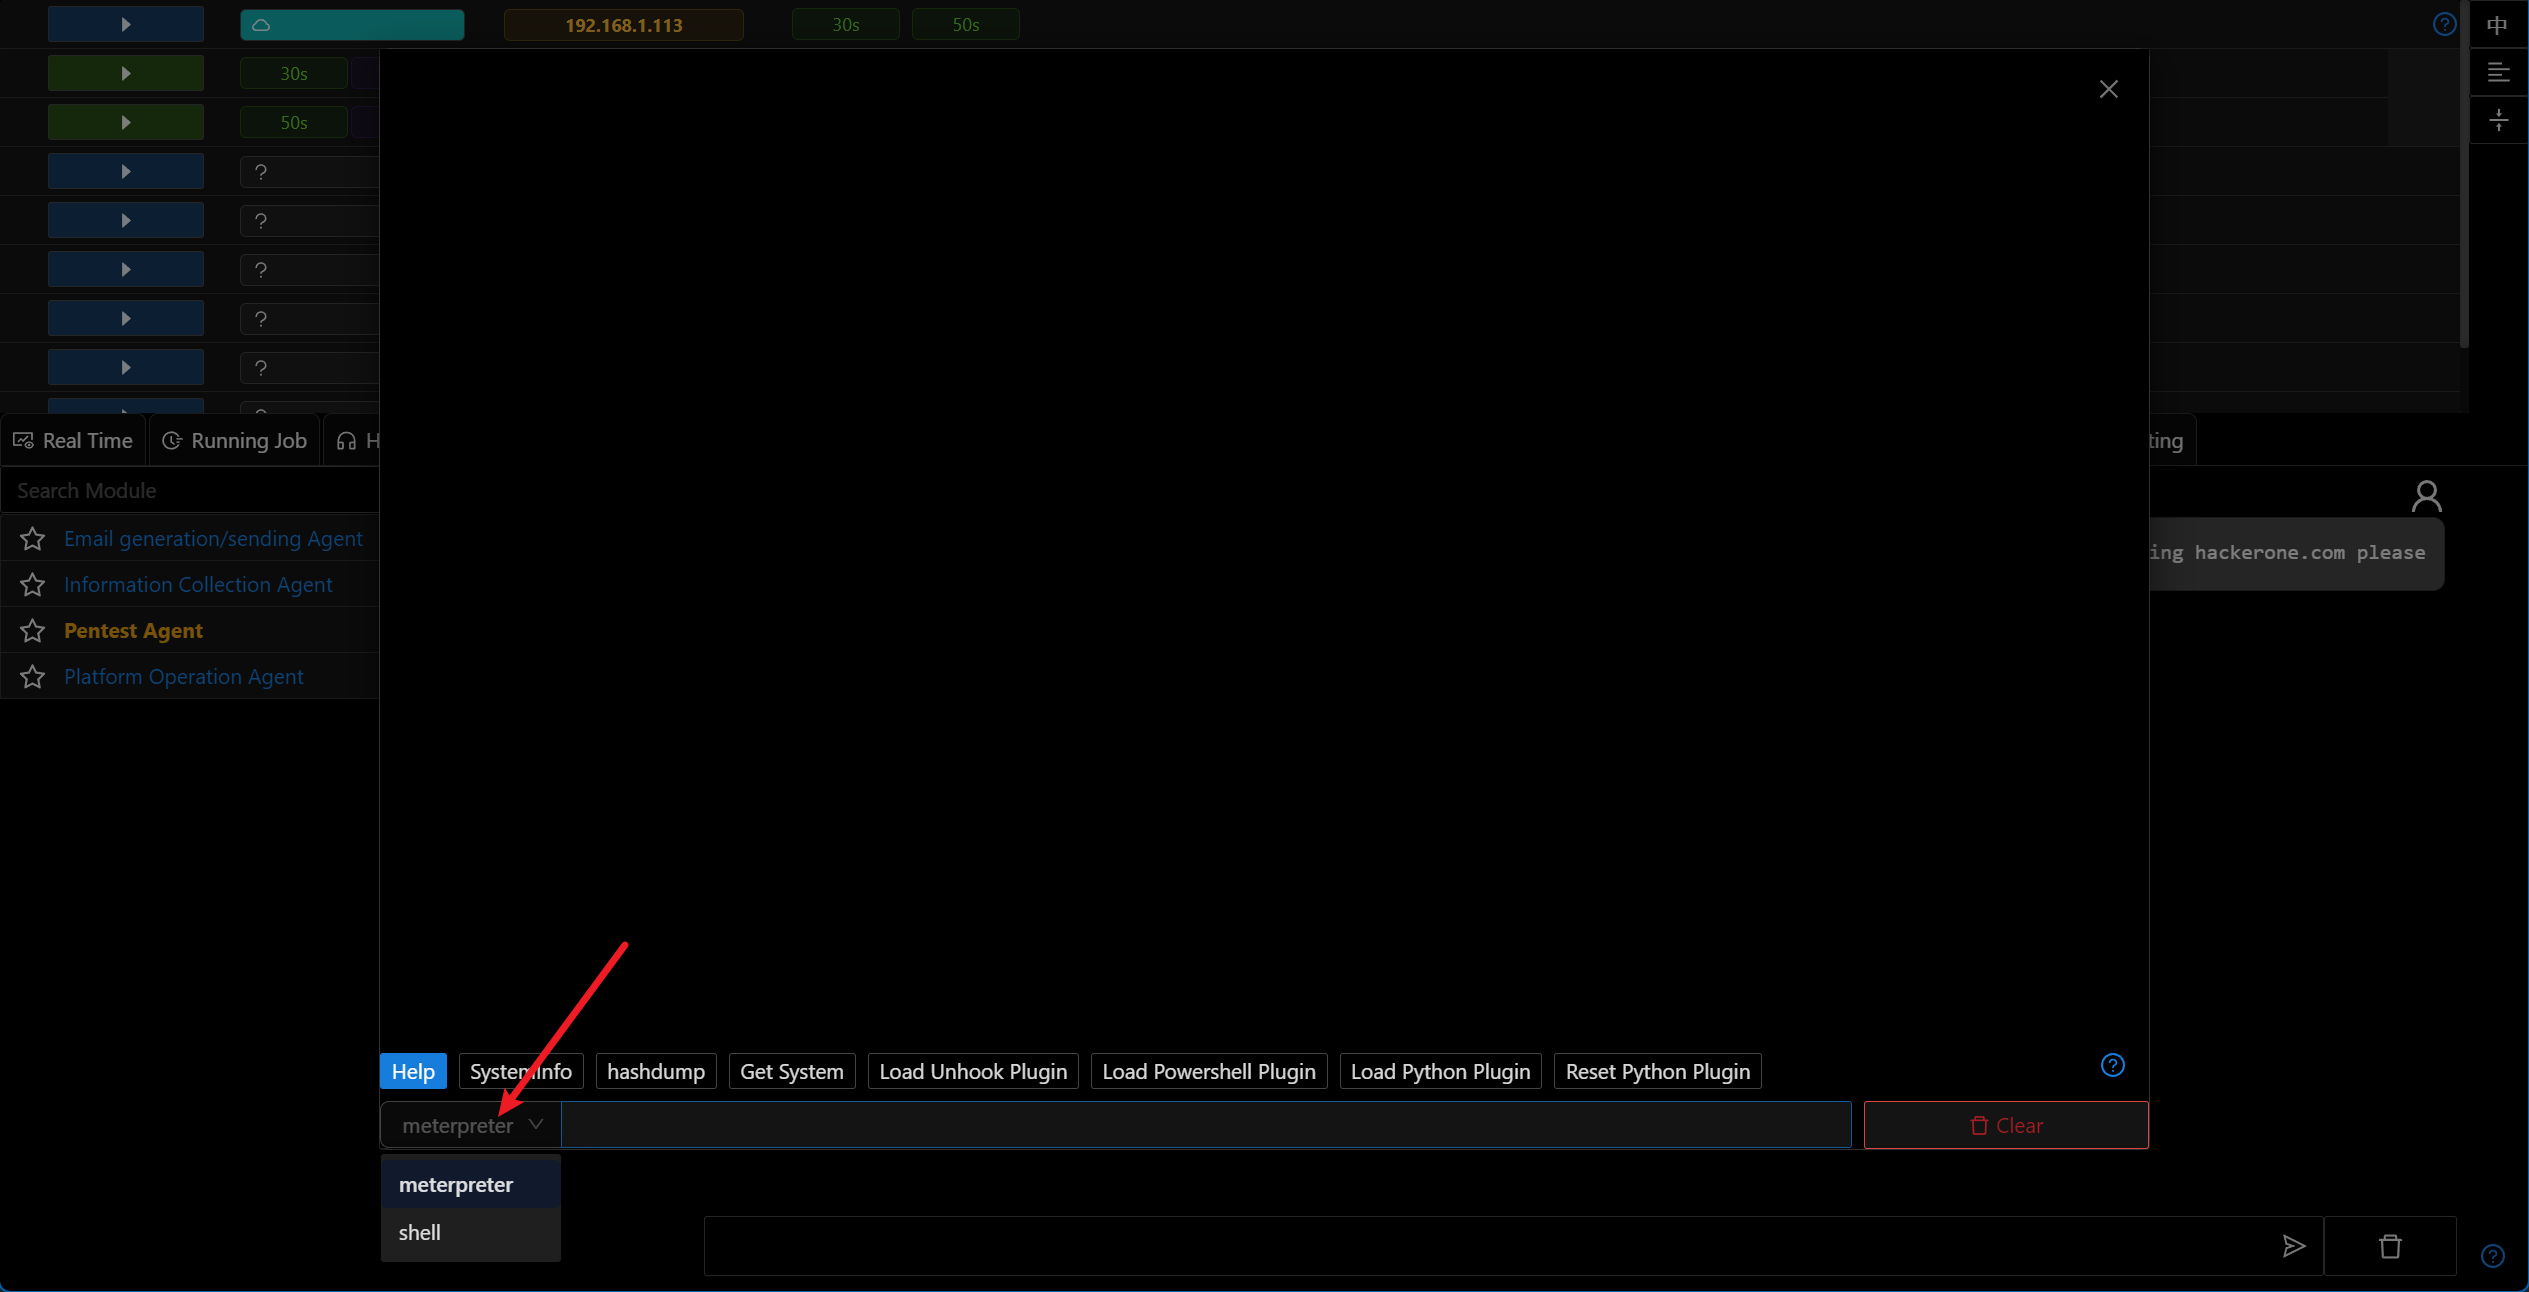 192.168.1.113 30s 50s 中
30s
50s
Real Time Running Job H ting
Search Module
Email generation/sending Agent
ing hackerone.com please
Information Collection Agent
Pentest Agent
Platform Operation Agent
Help SystemInfo hashdump Get System Load Unhook Plugin Load Powershell Plugin Load Python Plugin Reset Python Plugin
meterpreter Clear
meterpreter
shell